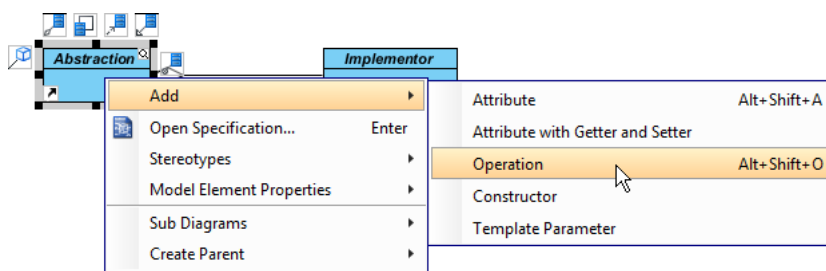 Abstraction
Implementor
Add
Open Specification... Enter
Stereotypes
Model Element Properties
Sub Diagrams
Create Parent
Attribute Alt+Shift+A
Attribute with Getter and Setter
Operation Alt+Shift+O
Constructor
Template Parameter